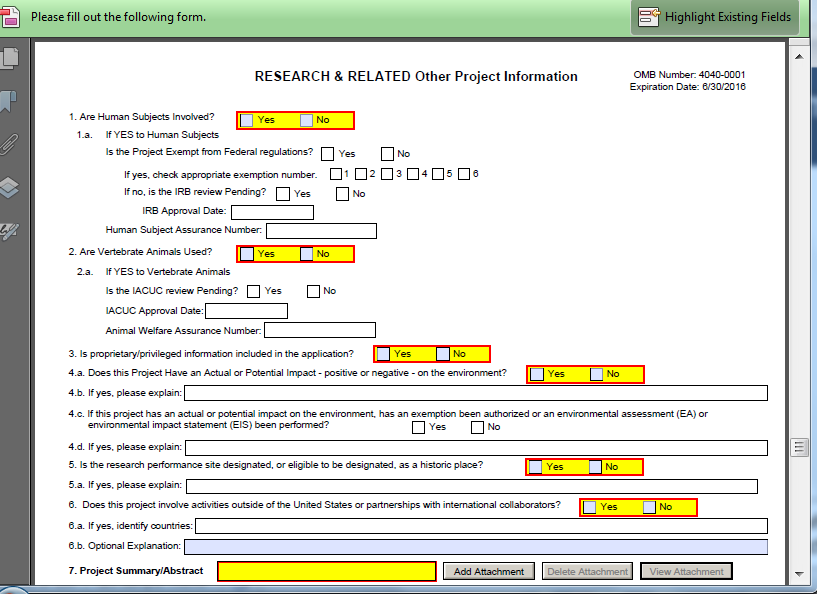 Please fill out the following form.
Highlight Existing Fields
RESEARCH & RELATED Other Project Information
OMB Number: 4040-0001
Expiration Date: 6/30/2016
1. Are Human Subjects Involved? Yes No
1.a. If YES to Human Subjects
Is the Project Exempt from Federal regulations? Yes No
If yes, check appropriate exemption number. 1 2 3 4 5 6
If no, is the IRB review Pending? Yes No
IRB Approval Date:
Human Subject Assurance Number:
2. Are Vertebrate Animals Used? Yes No
2.a. If YES to Vertebrate Animals
Is the IACUC review Pending? Yes No
IACUC Approval Date:
Animal Welfare Assurance Number:
3. Is proprietary/privileged information included in the application? Yes No
4.a. Does this Project Have an Actual or Potential Impact - positive or negative - on the environment? Yes No
4.b. If yes, please explain:
4.c. If this project has an actual or potential impact on the environment, has an exemption been authorized or an environmental assessment (EA) or
environmental impact statement (EIS) been performed? Yes No
4.d. If yes, please explain:
5. Is the research performance site designated, or eligible to be designated, as a historic place? Yes No
5.a. If yes, please explain:
6. Does this project involve activities outside of the United States or partnerships with international collaborators? Yes No
6.a. If yes, identify countries:
6.b. Optional Explanation:
7. Project Summary/Abstract Add Attachment Delete Attachment View Attachment